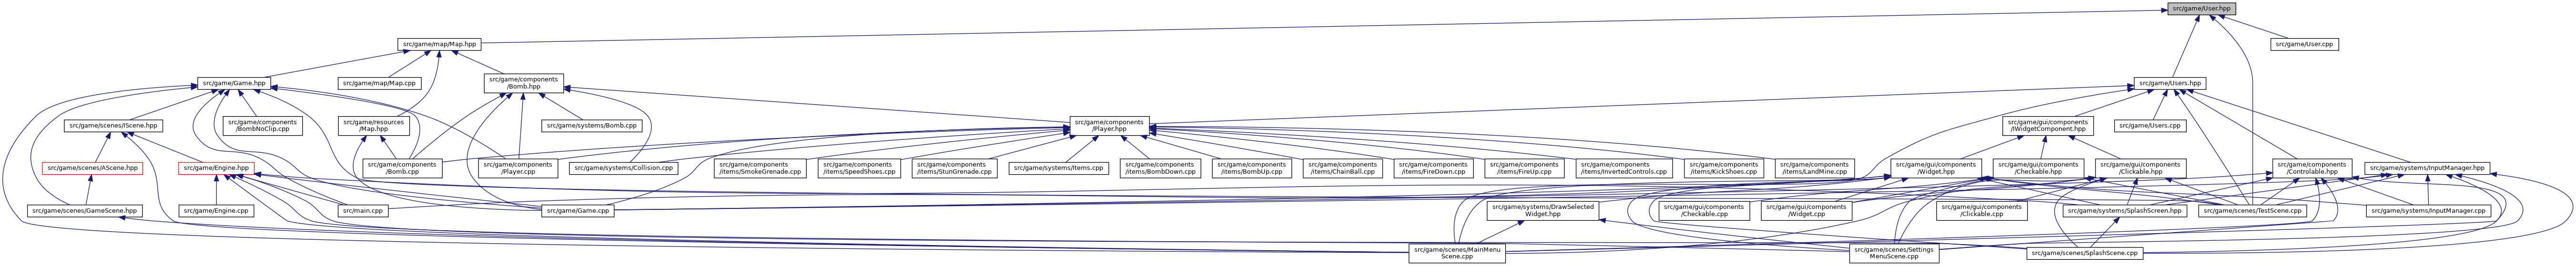 src/game/User.hpp
src/game/map/Map.hpp
src/game/User.cpp
src/game/Game.hpp
src/game/map/Map.cpp
src/game/components
/Bomb.hpp
src/game/Users.hpp
src/game/scenes/IScene.hpp
src/game/components
/BombNoClip.cpp
src/game/resources
/Map.hpp
src/game/systems/Bomb.cpp
src/game/components
/Player.hpp
src/game/gui/components
/IWidgetComponent.hpp
src/game/Users.cpp
src/game/scenes/AScene.hpp
src/game/Engine.hpp
src/game/components
/Bomb.cpp
src/game/components
/Player.cpp
src/game/systems/Collision.cpp
src/game/components
/items/SmokeGrenade.cpp
src/game/components
/items/SpeedShoes.cpp
src/game/components
/items/StunGrenade.cpp
src/game/systems/Items.cpp
src/game/components
/items/BombDown.cpp
src/game/components
/items/BombUp.cpp
src/game/components
/items/ChainBall.cpp
src/game/components
/items/FireDown.cpp
src/game/components
/items/FireUp.cpp
src/game/components
/items/InvertedControls.cpp
src/game/components
/items/KickShoes.cpp
src/game/components
/items/LandMine.cpp
src/game/gui/components
/Widget.hpp
src/game/gui/components
/Checkable.hpp
src/game/gui/components
/Clickable.hpp
src/game/components
/Controlable.hpp
src/game/systems/InputManager.hpp
src/game/scenes/GameScene.hpp
src/game/Engine.cpp
src/main.cpp
src/game/Game.cpp
src/game/systems/DrawSelected
Widget.hpp
src/game/gui/components
/Checkable.cpp
src/game/gui/components
/Widget.cpp
src/game/gui/components
/Clickable.cpp
src/game/systems/SplashScreen.hpp
src/game/scenes/TestScene.cpp
src/game/systems/InputManager.cpp
src/game/scenes/MainMenu
Scene.cpp
src/game/scenes/Settings
MenuScene.cpp
src/game/scenes/SplashScene.cpp